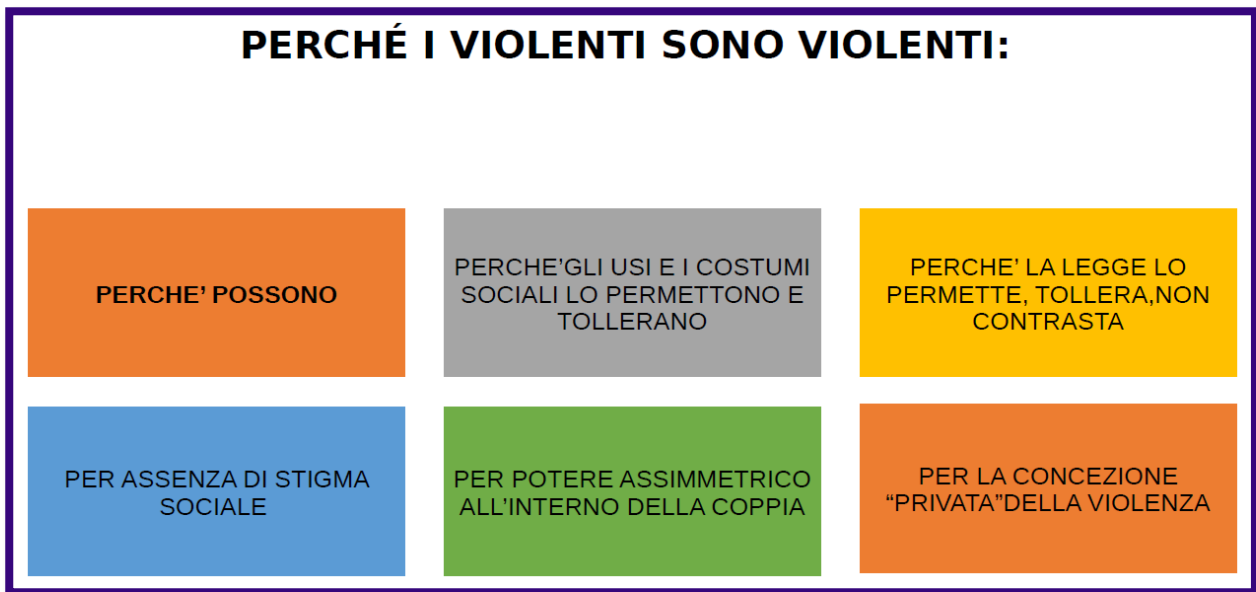 PERCHÉ I VIOLENTI SONO VIOLENTI:
PERCHE’ POSSONO
PERCHE’GLI USI E I COSTUMI
SOCIALI LO PERMETTONO E
TOLLERANO
PERCHE’ LA LEGGE LO
PERMETTE, TOLLERA,NON
CONTRASTA
PER ASSENZA DI STIGMA
SOCIALE
PER POTERE ASSIMMETRICO
ALL’INTERNO DELLA COPPIA
PER LA CONCEZIONE
“PRIVATA”DELLA VIOLENZA